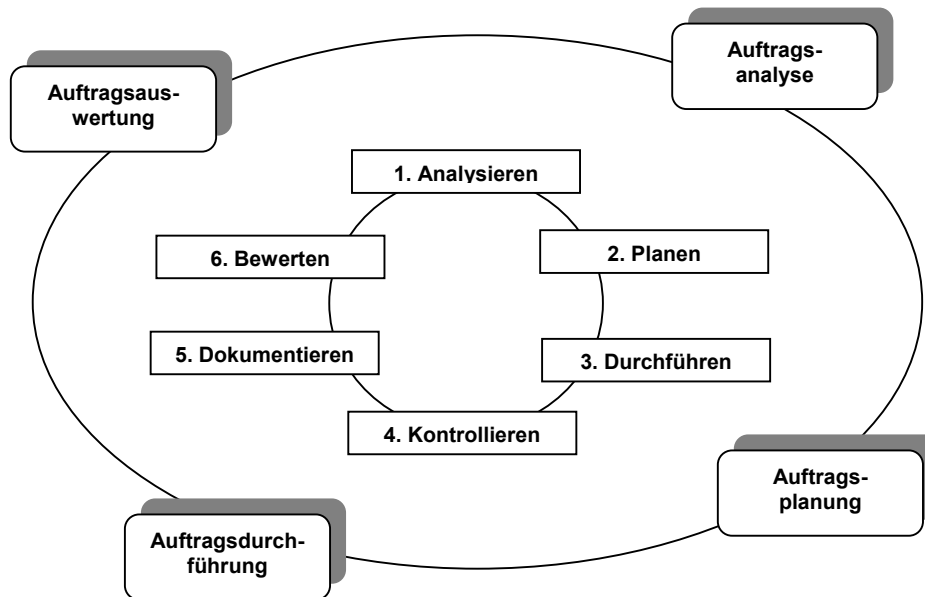 Auftrags-
analyse
Auftragsaus-
wertung
1. Analysieren
6. Bewerten
2. Planen
5. Dokumentieren
3. Durchführen
4. Kontrollieren
Auftrags-
planung
Auftragsdurch-
führung